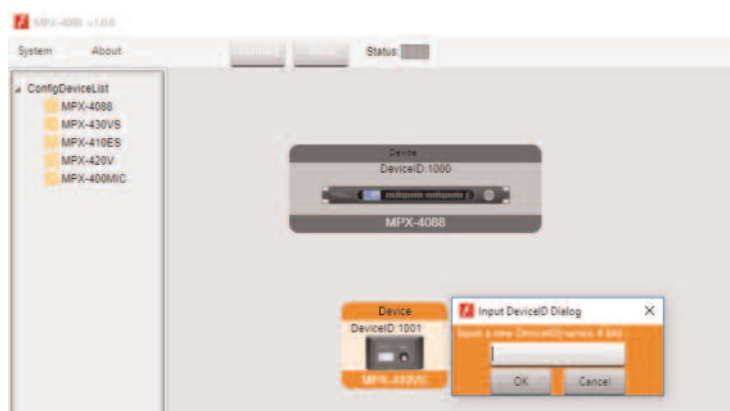 MPX-4088 v1.0.6
System About Status
ConfigDeviceList
MPX-4088
MPX-430VS
MPX-410ES
MPX-420V
MPX-400MIC
Device
DeviceID:1000
MPX-4088
Device
DeviceID:1001
Input DeviceID Dialog
OK Cancel